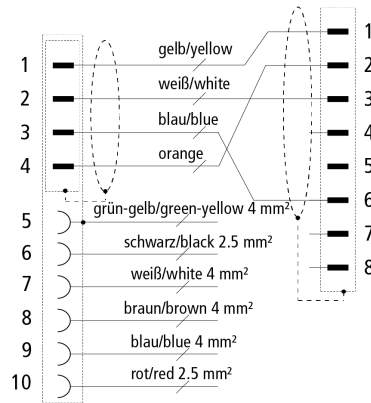 1
gelb/yellow
1
2
weiß/white
2
3
blau/blue
3
4
orange
4
5
5
grün-gelb/green-yellow 4 mm²
6
6
schwarz/black 2.5 mm²
7
7
weiß/white 4 mm²
8
8
braun/brown 4 mm²
9
blau/blue 4 mm²
10
rot/red 2.5 mm²